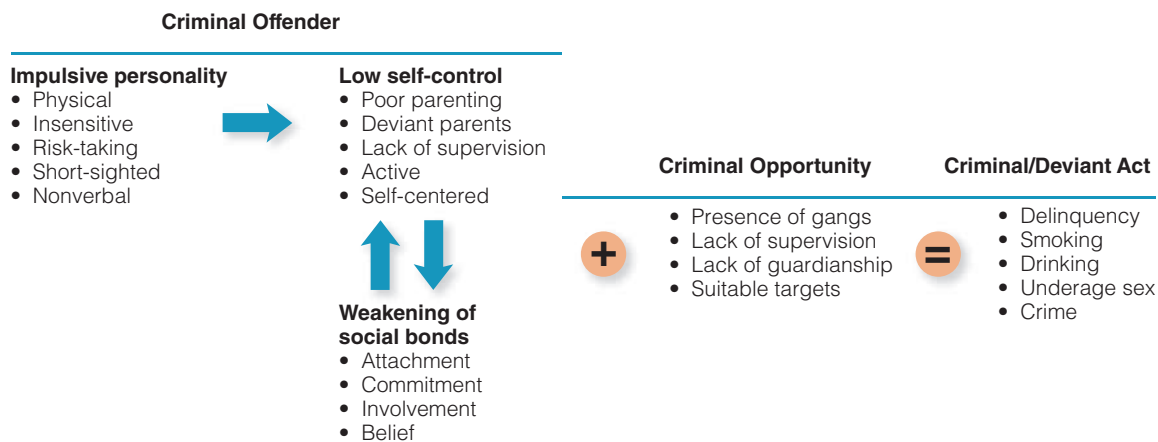 Criminal Offender
Impulsive personality
• Physical
• Insensitive
• Risk-taking
• Short-sighted
• Nonverbal
Low self-control
• Poor parenting
• Deviant parents
• Lack of supervision
• Active
• Self-centered
Weakening of
social bonds
• Attachment
• Commitment
• Involvement
• Belief
+
Criminal Opportunity
• Presence of gangs
• Lack of supervision
• Lack of guardianship
• Suitable targets
=
Criminal/Deviant Act
• Delinquency
• Smoking
• Drinking
• Underage sex
• Crime